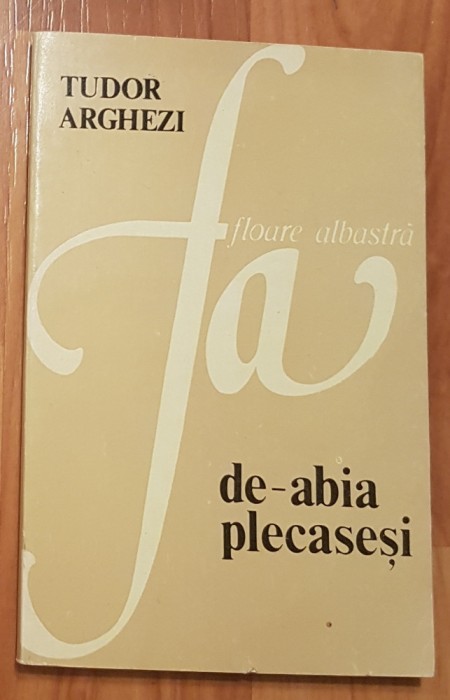 TUDOR
ARGHEZI
fa
floare albastră
de-abia
plecaseși